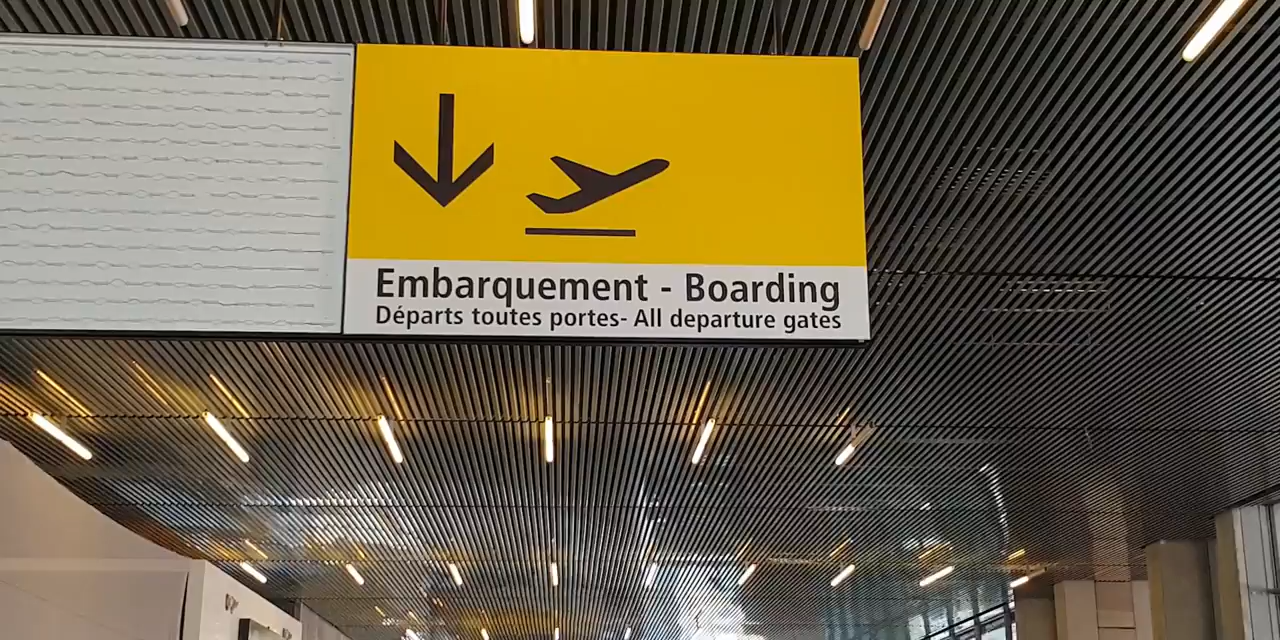 Embarquement - Boarding
Départs toutes portes- All departure gates